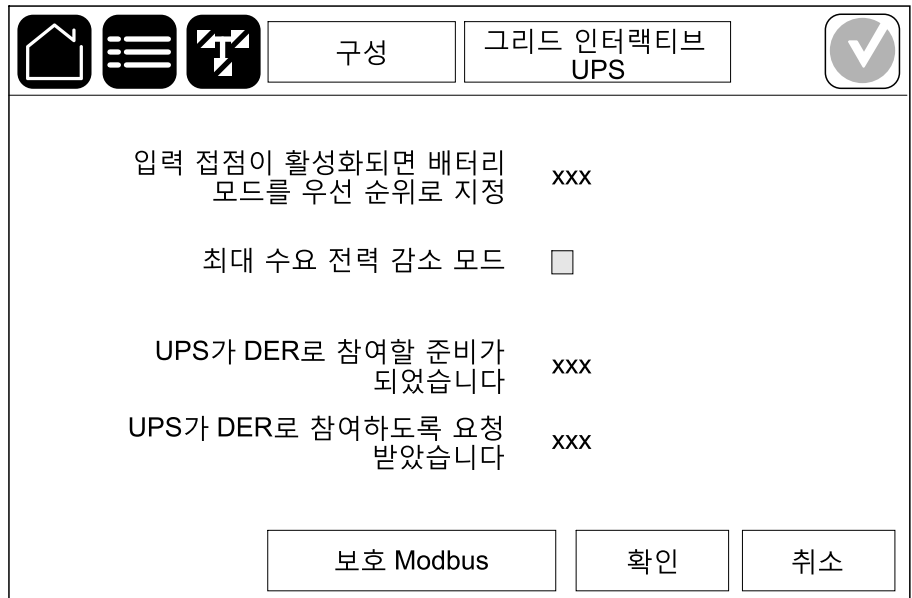 구성
그리드 인터랙티브
UPS
입력 접점이 활성화되면 배터리
모드를 우선 순위로 지정
xxx
최대 수요 전력 감소 모드
UPS가 DER로 참여할 준비가
되었습니다
xxx
UPS가 DER로 참여하도록 요청
받았습니다
xxx
보호 Modbus
확인
취소